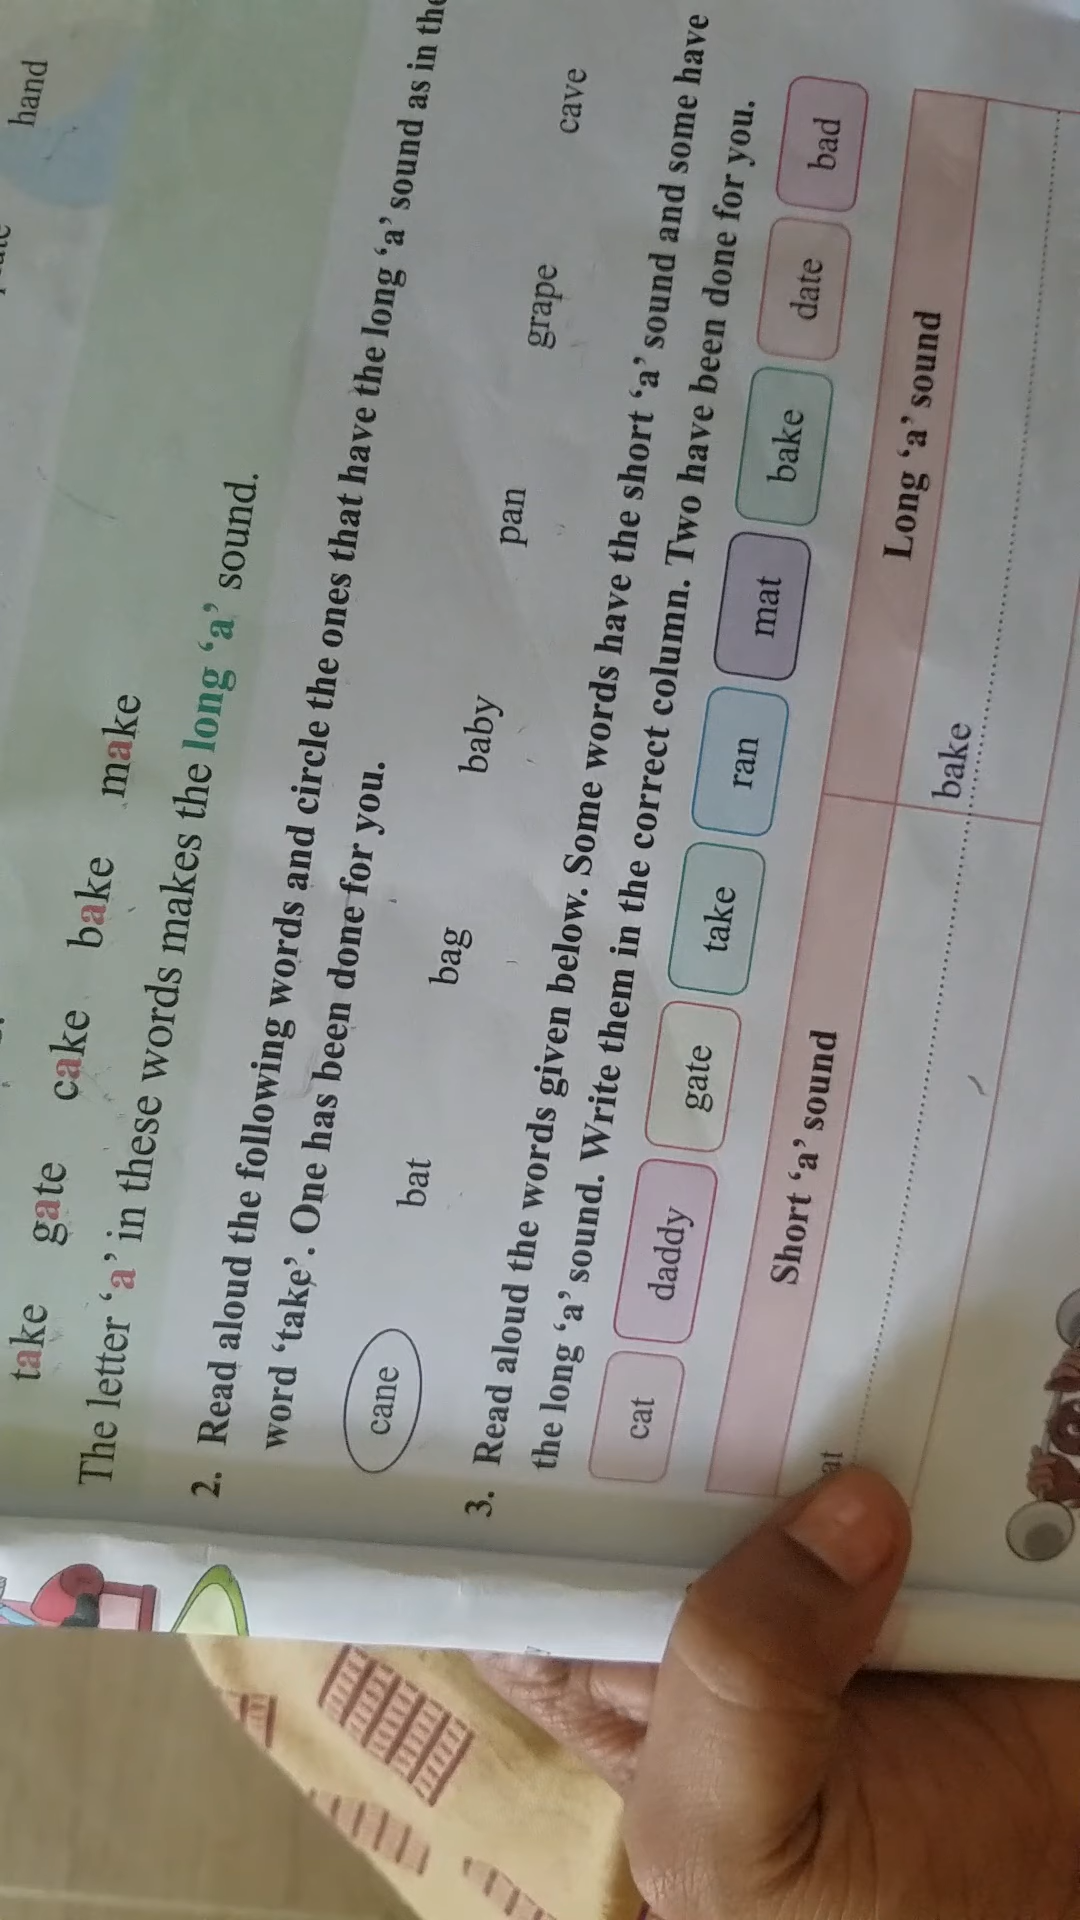 hand
take gate cake bake make
The letter ‘a’ in these words makes the long ‘a’ sound.
2. Read aloud the following words and circle the ones that have the long ‘a’ sound as in the
word ‘take’. One has been done for you.
cane bat bag baby pan grape cave
3. Read aloud the words given below. Some words have the short ‘a’ sound and some have
the long ‘a’ sound. Write them in the correct column. Two have been done for you.
cat daddy gate take ran mat bake date bad
Short ‘a’ sound Long ‘a’ sound
bake